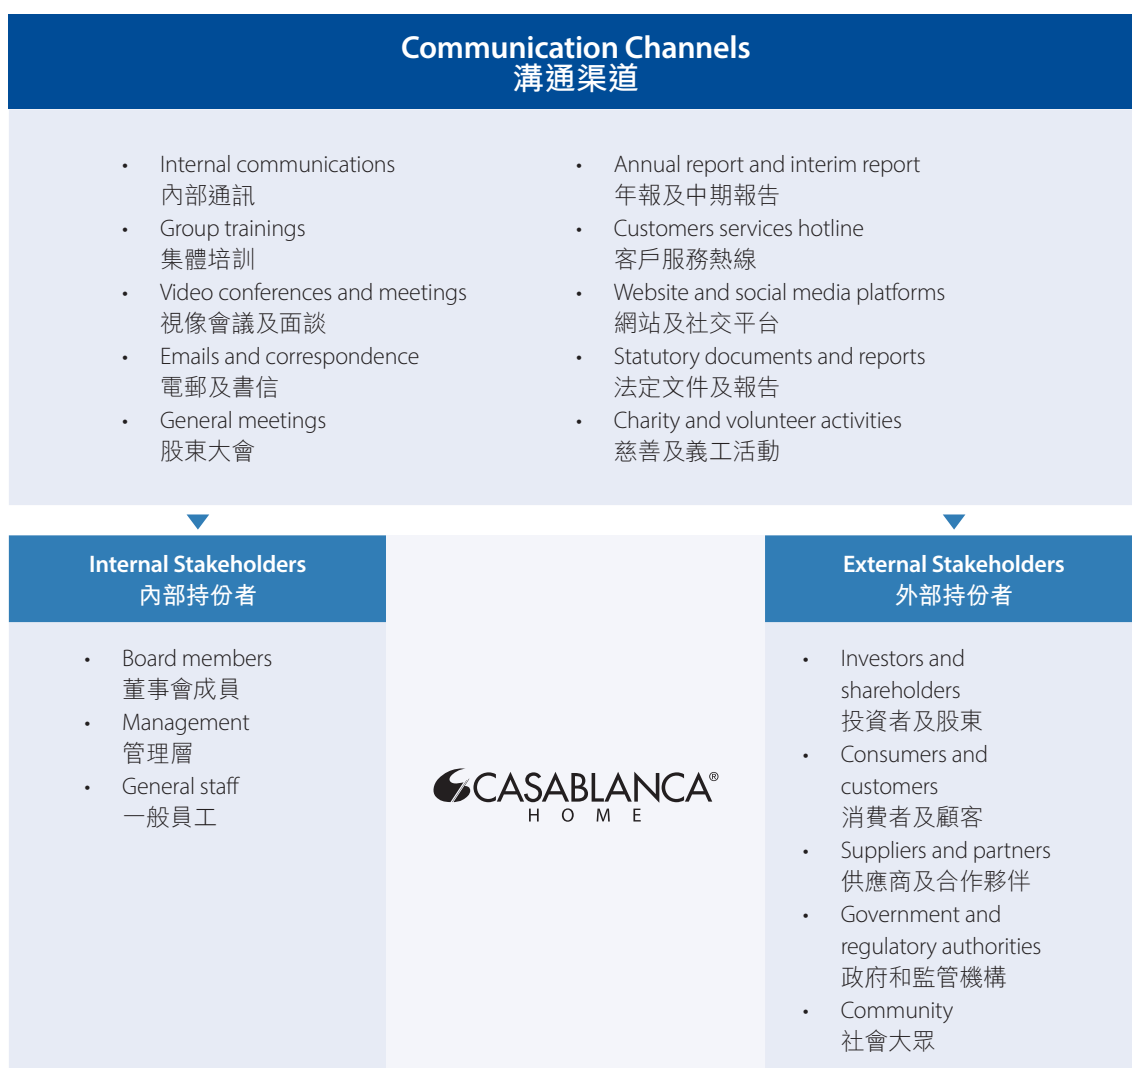 Communication Channels
溝通渠道
• Internal communications
內部通訊
• Group trainings
集體培訓
• Video conferences and meetings
視像會議及面談
• Emails and correspondence
電郵及書信
• General meetings
股東大會
• Annual report and interim report
年報及中期報告
• Customers services hotline
客戶服務熱線
• Website and social media platforms
網站及社交平台
• Statutory documents and reports
法定文件及報告
• Charity and volunteer activities
慈善及義工活動
Internal Stakeholders
內部持份者
• Board members
董事會成員
• Management
管理層
• General staff
一般員工
CASABLANCA®
HOME
External Stakeholders
外部持份者
• Investors and
shareholders
投資者及股東
• Consumers and
customers
消費者及顧客
• Suppliers and partners
供應商及合作夥伴
• Government and
regulatory authorities
政府和監管機構
• Community
社會大眾